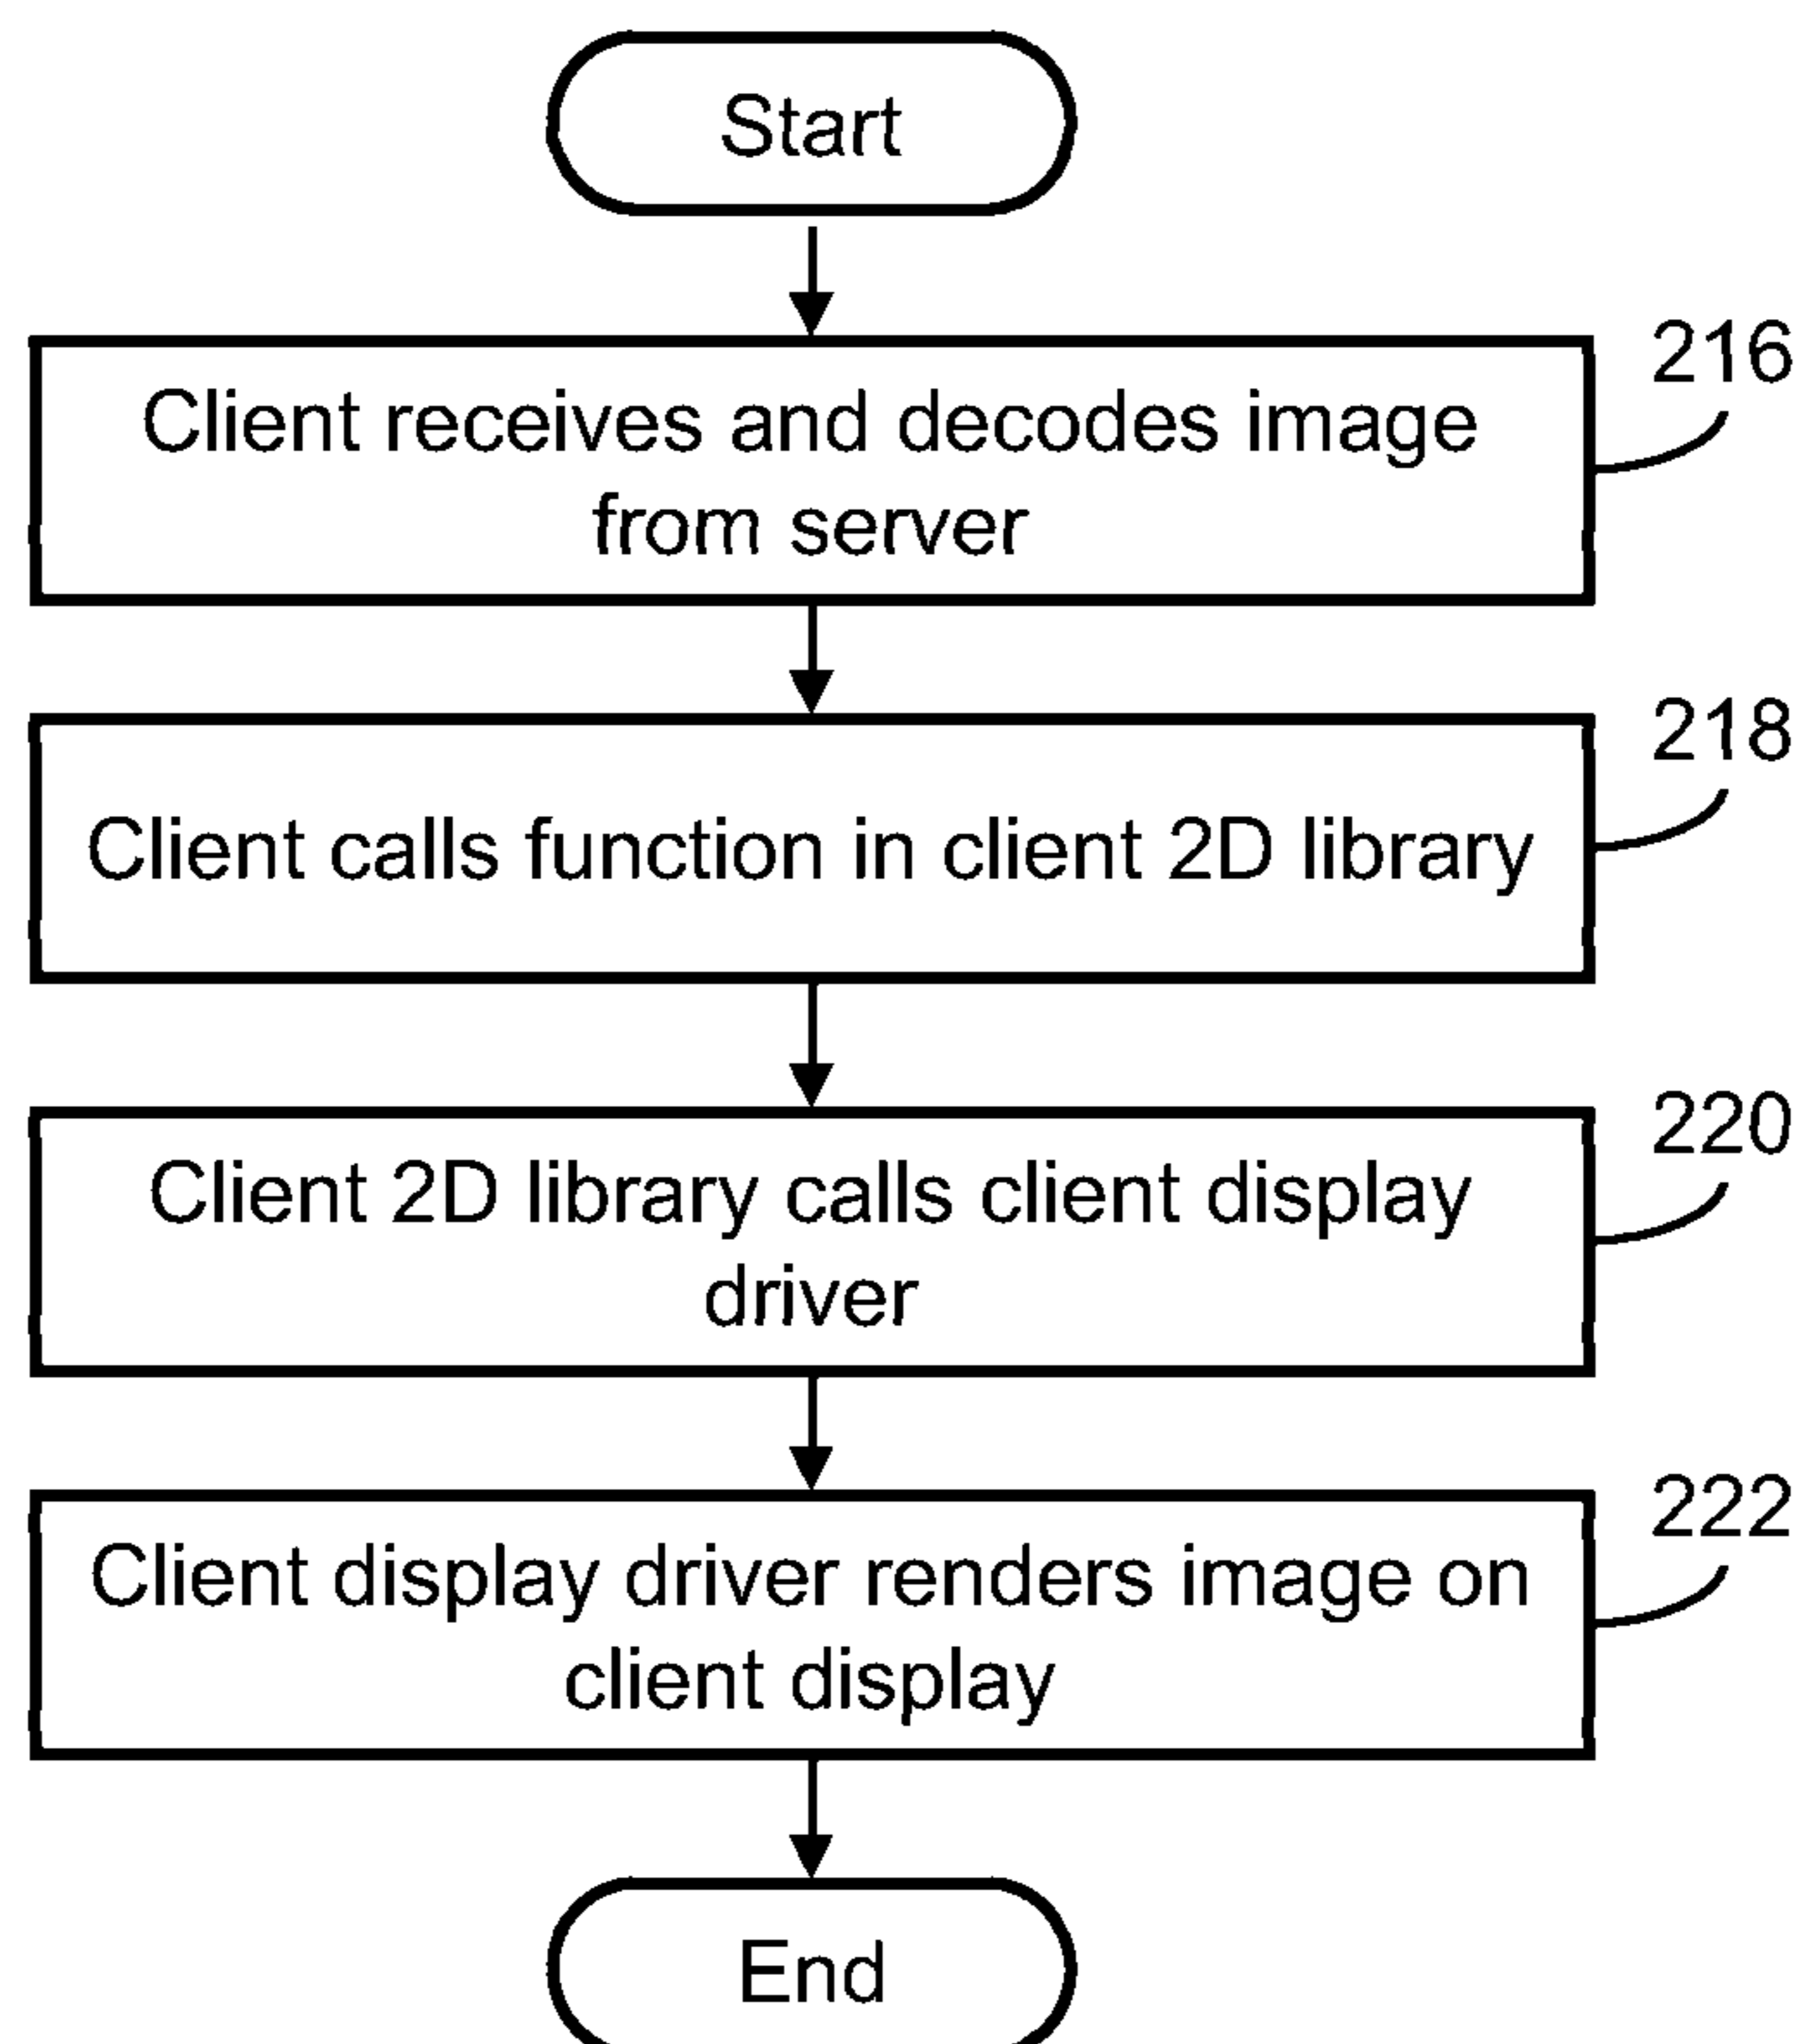 Start
216
Client receives and decodes image
from server
218
Client calls function in client 2D library
220
Client 2D library calls client display
driver
222
Client display driver renders image on
client display
End